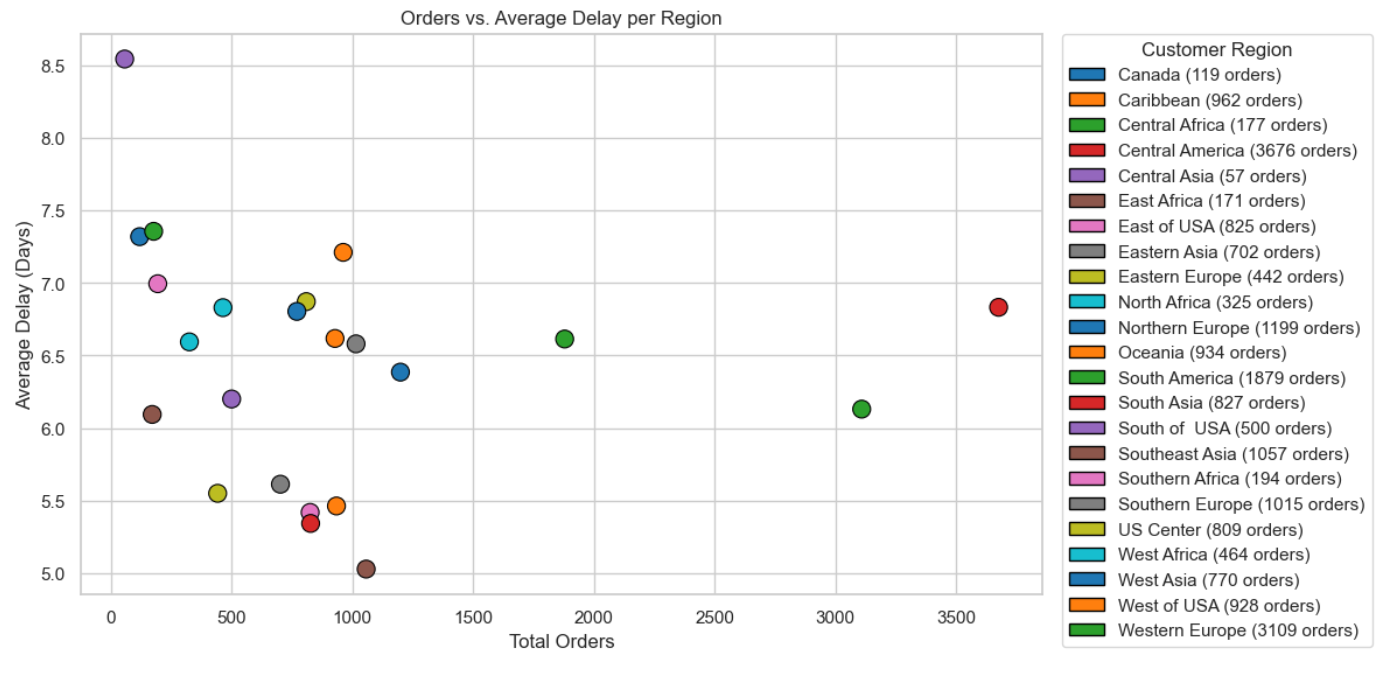 Orders vs. Average Delay per Region
Average Delay (Days)
8.5
8.0
7.5
7.0
6.5
6.0
5.5
5.0
0
500
1000
1500
2000
2500
3000
3500
Total Orders
Customer Region
Canada (119 orders)
Caribbean (962 orders)
Central Africa (177 orders)
Central America (3676 orders)
Central Asia (57 orders)
East Africa (171 orders)
East of USA (825 orders)
Eastern Asia (702 orders)
Eastern Europe (442 orders)
North Africa (325 orders)
Northern Europe (1199 orders)
Oceania (934 orders)
South America (1879 orders)
South Asia (827 orders)
South of  USA (500 orders)
Southeast Asia (1057 orders)
Southern Africa (194 orders)
Southern Europe (1015 orders)
US Center (809 orders)
West Africa (464 orders)
West Asia (770 orders)
West of USA (928 orders)
Western Europe (3109 orders)